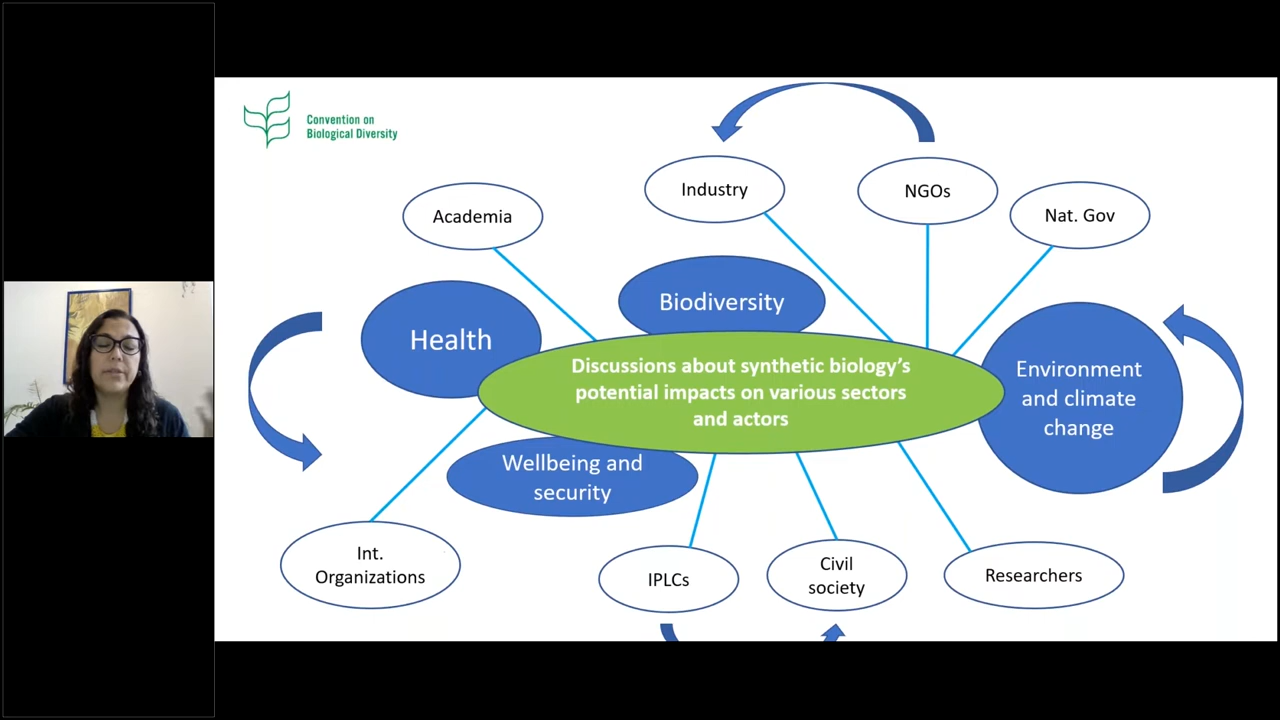 Convention on
Biological Diversity
Industry
NGOs
Academia
Nat. Gov
Biodiversity
Health
Discussions about synthetic biology's
potential impacts on various sectors
and actors
Environment
and climate
change
Wellbeing and
security
Int.
Organizations
IPLCs
Civil
society
Researchers